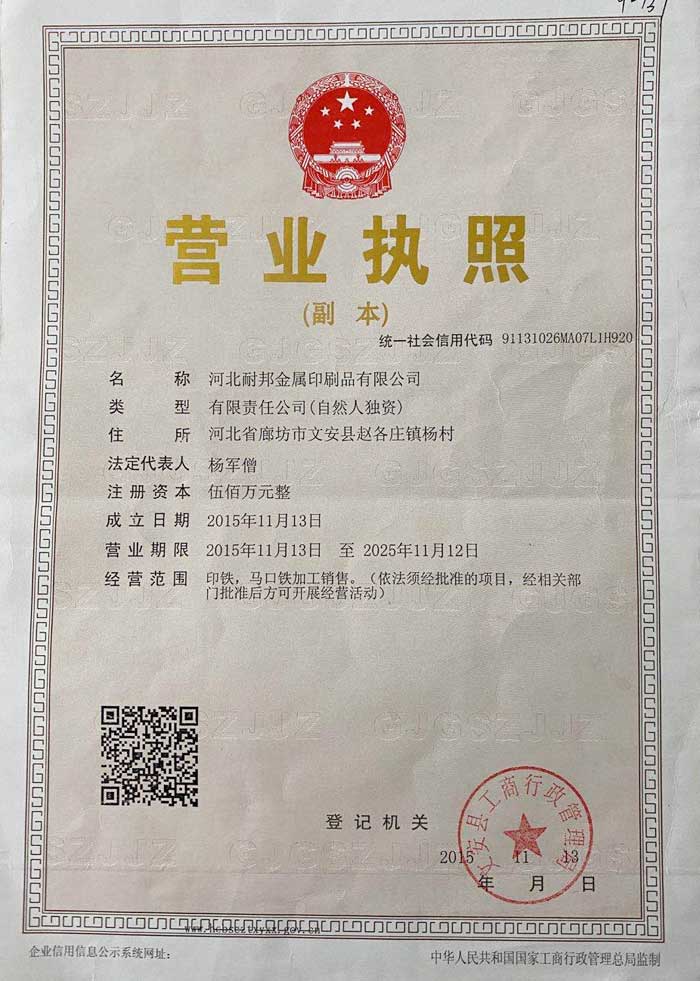 营业执照
(副 本)
统一社会信用代码 91131026MA07L1H920
名 称 河北耐邦金属印刷品有限公司
类 型 有限责任公司(自然人独资)
住 所 河北省廊坊市文安县赵各庄镇杨村
法定代表人 杨军僧
注册资本 伍佰万元整
成立日期 2015年11月13日
营业期限 2015年11月13日 至 2025年11月12日
经营范围 印铁，马口铁加工销售。（依法须经批准的项目，经相关部
门批准后方可开展经营活动）
登记机关
文安县工商行政管理局
2015 11 13
年 月 日
企业信用信息公示系统网址：
中华人民共和国国家工商行政管理总局监制